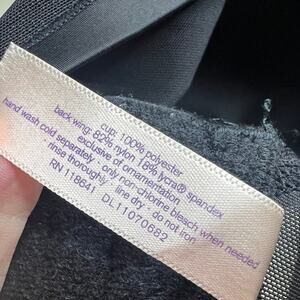 cup: 100% polyester
back wing: 82% nylon 18% lycra® spandex
exclusive of ornamentation
hand wash cold separately · only non-chlorine bleach when needed
· rinse thoroughly · line dry · do not iron
RN 118641 DL11070682